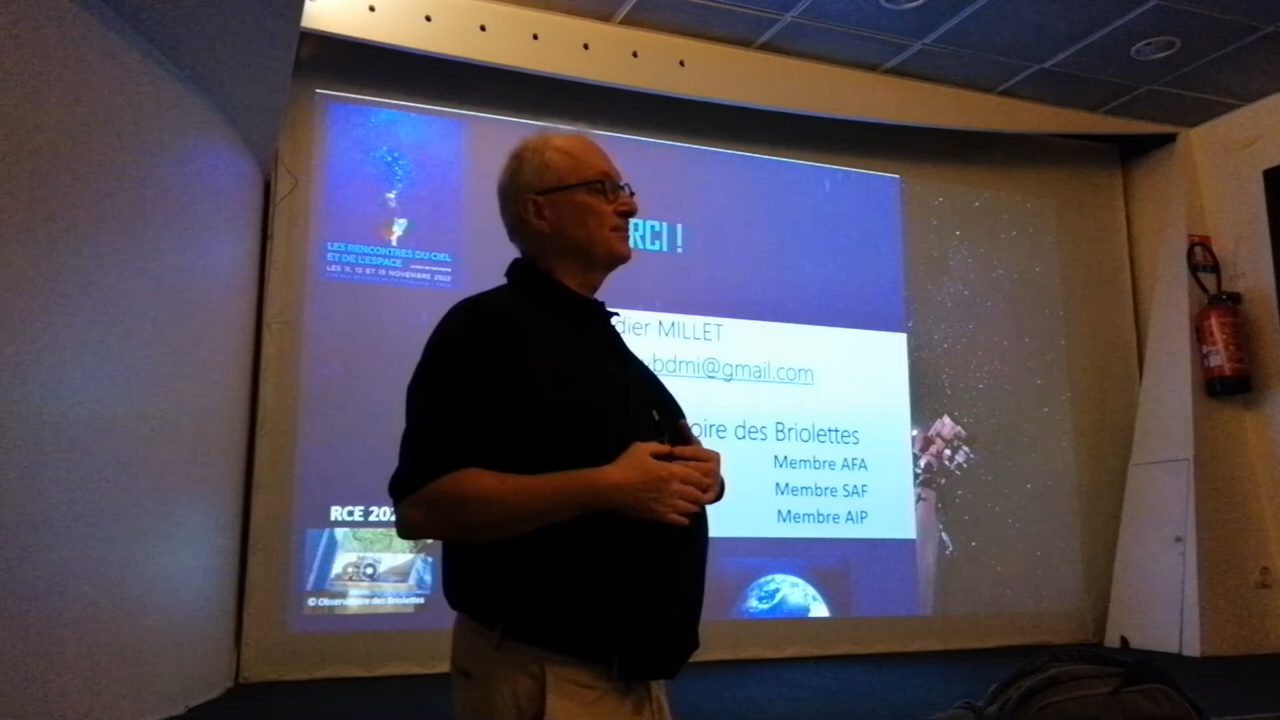 LES RENCONTRES DU CIEL
ET DE L'ESPACE
LES 11, 12 ET 13 NOVEMBRE 2022
RCI !
dier MILLET
bdmi@gmail.com
oire des Briolettes
Membre AFA
Membre SAF
Membre AIP
RCE 202
© Observatoire des Briolettes